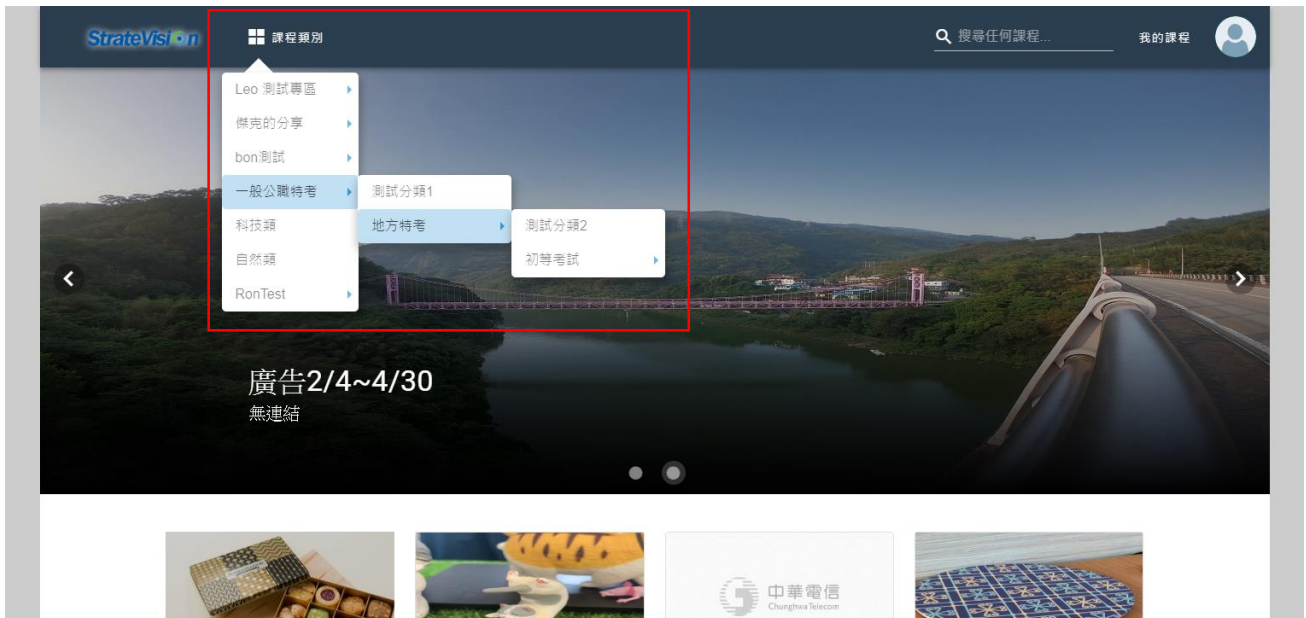 StrateVision
課程類別
搜尋任何課程...
我的課程
Leo 測試專區
傑克的分享
bon測試
一般公職特考
測試分類1
科技類
地方特考
測試分類2
自然類
初等考試
RonTest
廣告2/4~4/30
無連結
中華電信
Chunghwa Telecom